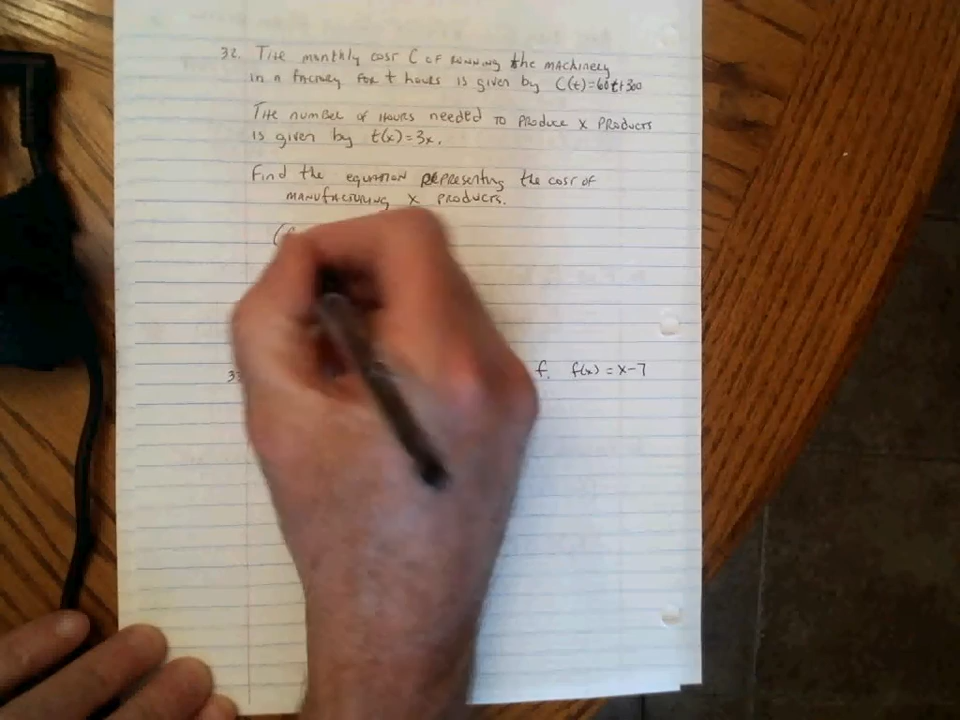 32. The monthly cost C of running the machinery
in a factory for t hours is given by C(t)=60t+300
The number of hours needed to produce x products
is given by t(x)=3x.
Find the equation representing the cost of
manufacturing x products.
(C
33 f. f(x)=x-7